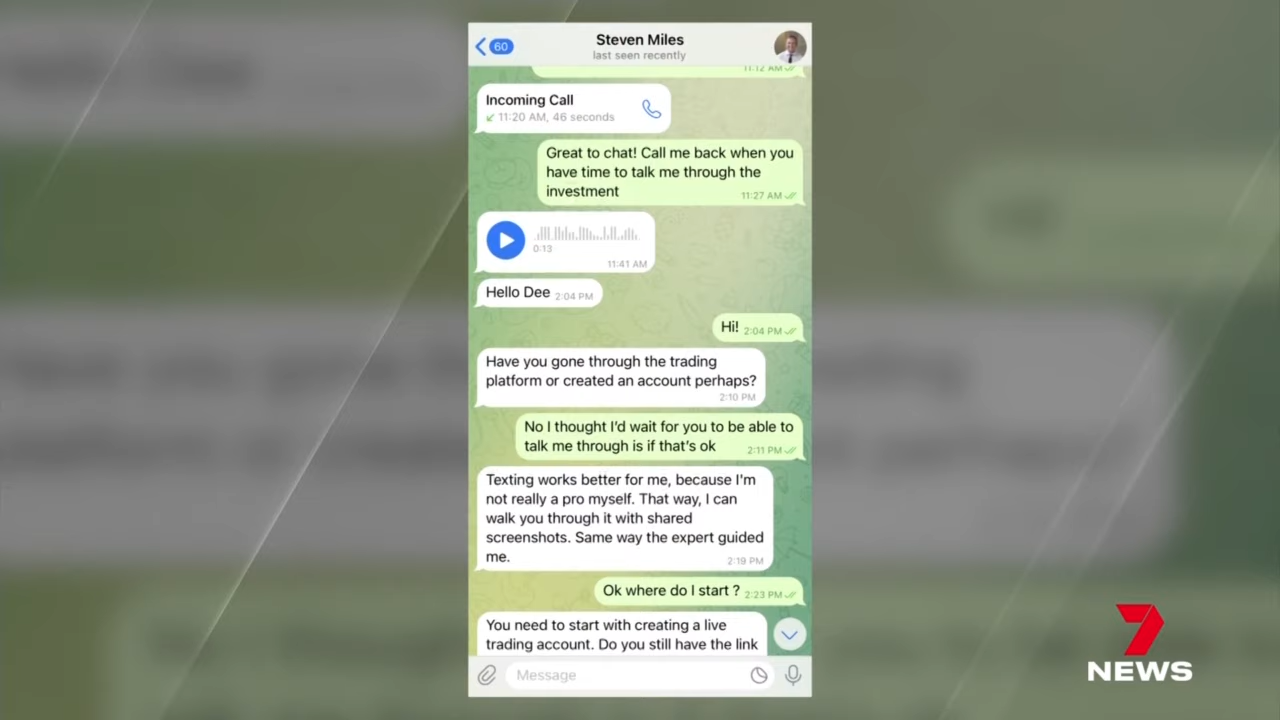 60
Steven Miles
last seen recently
11:12 AM
Incoming Call
11:20 AM, 46 seconds
Great to chat! Call me back when you
have time to talk me through the
investment
11:27 AM
0:13
11:41 AM
Hello Dee 2:04 PM
Hi! 2:04 PM
Have you gone through the trading
platform or created an account perhaps?
2:10 PM
No I thought I'd wait for you to be able to
talk me through is if that's ok 2:11 PM
Texting works better for me, because I'm
not really a pro myself. That way, I can
walk you through it with shared
screenshots. Same way the expert guided
me. 2:19 PM
Ok where do I start ? 2:23 PM
You need to start with creating a live
trading account. Do you still have the link
Message
7
NEWS